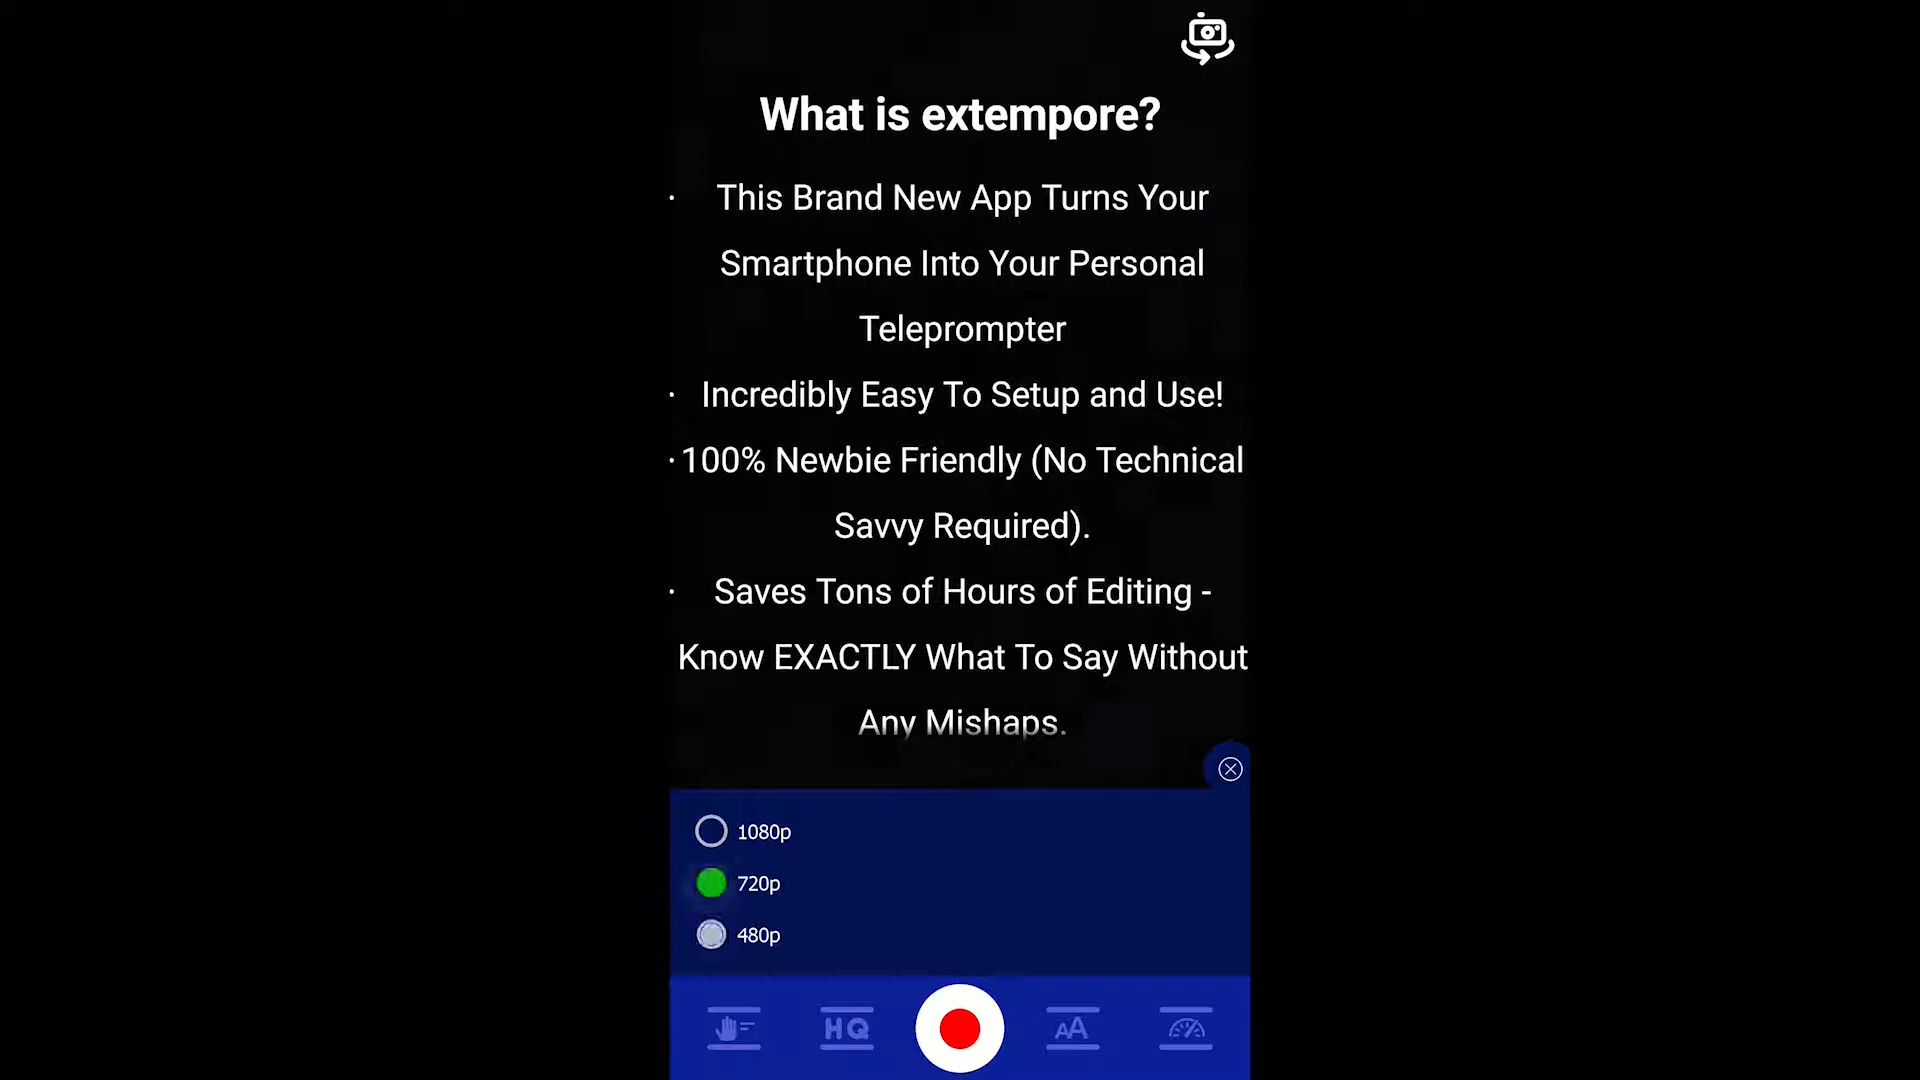 What is extempore?
· This Brand New App Turns Your
Smartphone Into Your Personal
Teleprompter
· Incredibly Easy To Setup and Use!
· 100% Newbie Friendly (No Technical
Savvy Required).
· Saves Tons of Hours of Editing -
Know EXACTLY What To Say Without
Any Mishaps.
1080p
720p
480p
HQ
AA